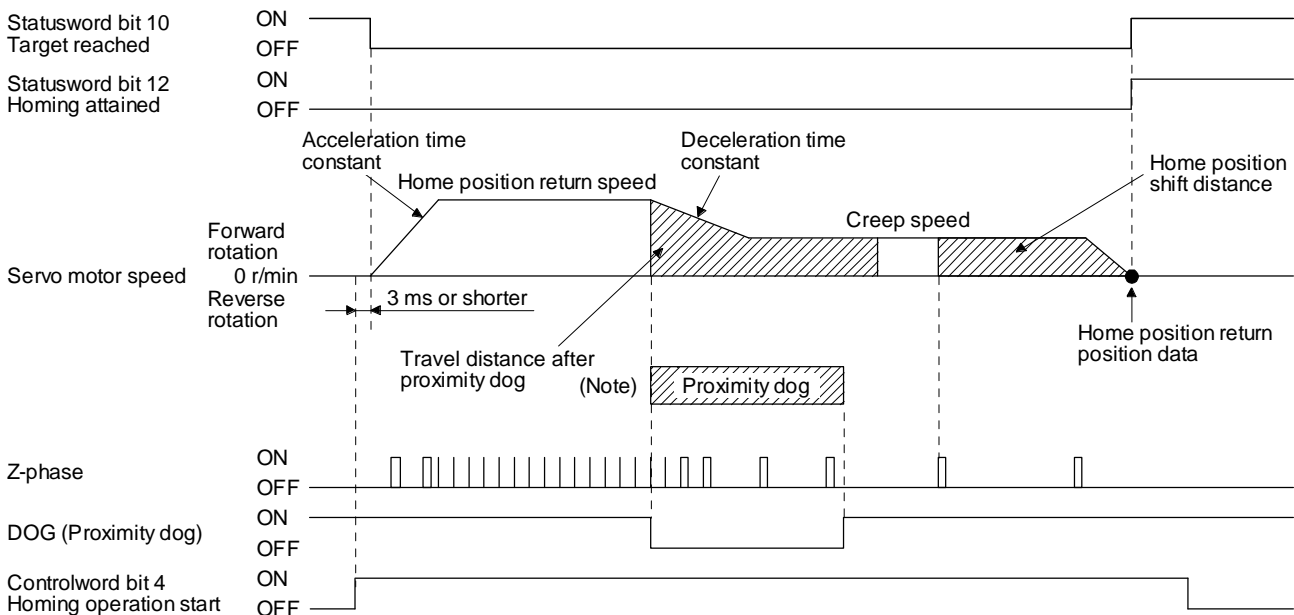 Statusword bit 10
Target reached
ON
OFF
Statusword bit 12
Homing attained
ON
OFF
Acceleration time
constant
Home position return speed
Deceleration time
constant
Creep speed
Home position
shift distance
Servo motor speed
Forward
rotation
0 r/min
Reverse
rotation
3 ms or shorter
Travel distance after
proximity dog
(Note)
Proximity dog
Home position return
position data
Z-phase
ON
OFF
DOG (Proximity dog)
ON
OFF
Controlword bit 4
Homing operation start
ON
OFF